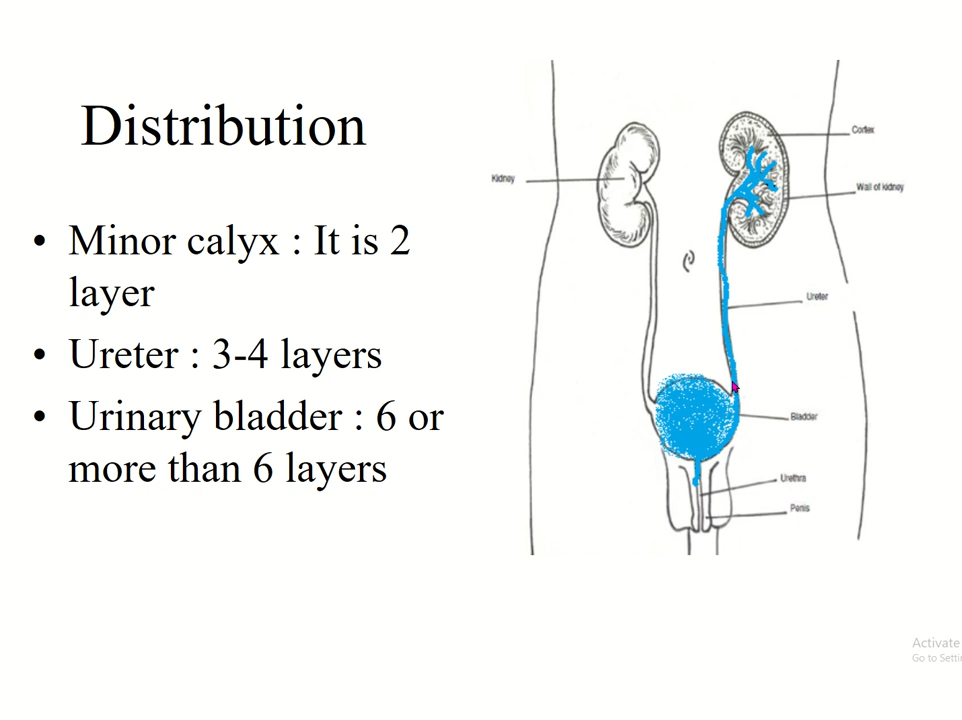 Distribution
• Minor calyx : It is 2
layer
• Ureter : 3-4 layers
• Urinary bladder : 6 or
more than 6 layers
Cortex
Kidney
Wall of kidney
Ureter
Bladder
Urethra
Penis
Activate
Go to Setti